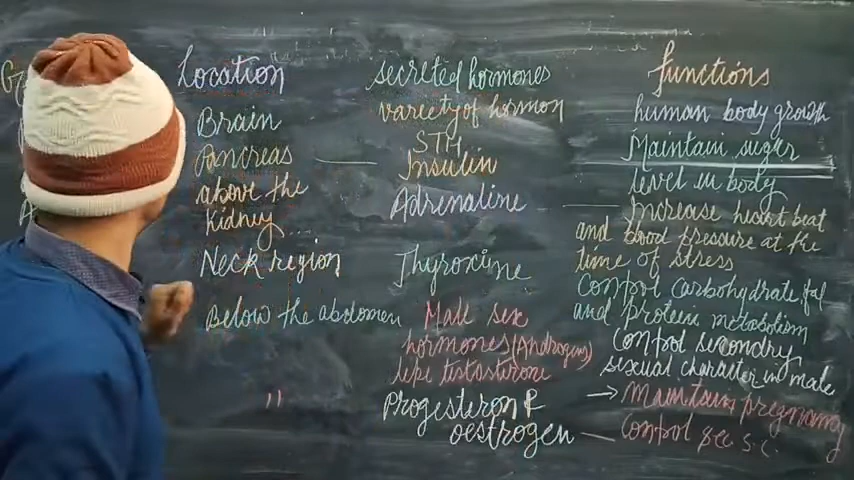 G
Location secreted hormones functions
Brain variecty of hormon human body growth
STH Maintain suger
Pancreas — Insulin level in body
above the Adrenaline — Increase heart beat
kidney .... and blood pressure at the
time of stress
Neck region Thyroxine Control carbohydrate, fat
and protein metabolism
Below the abdomen Male sex Control secondry
hormones (Androgens) sexual character in male
like testosterone
" Progesteron & → Maintain pregnancy
oestrogen — Control sec s.c.